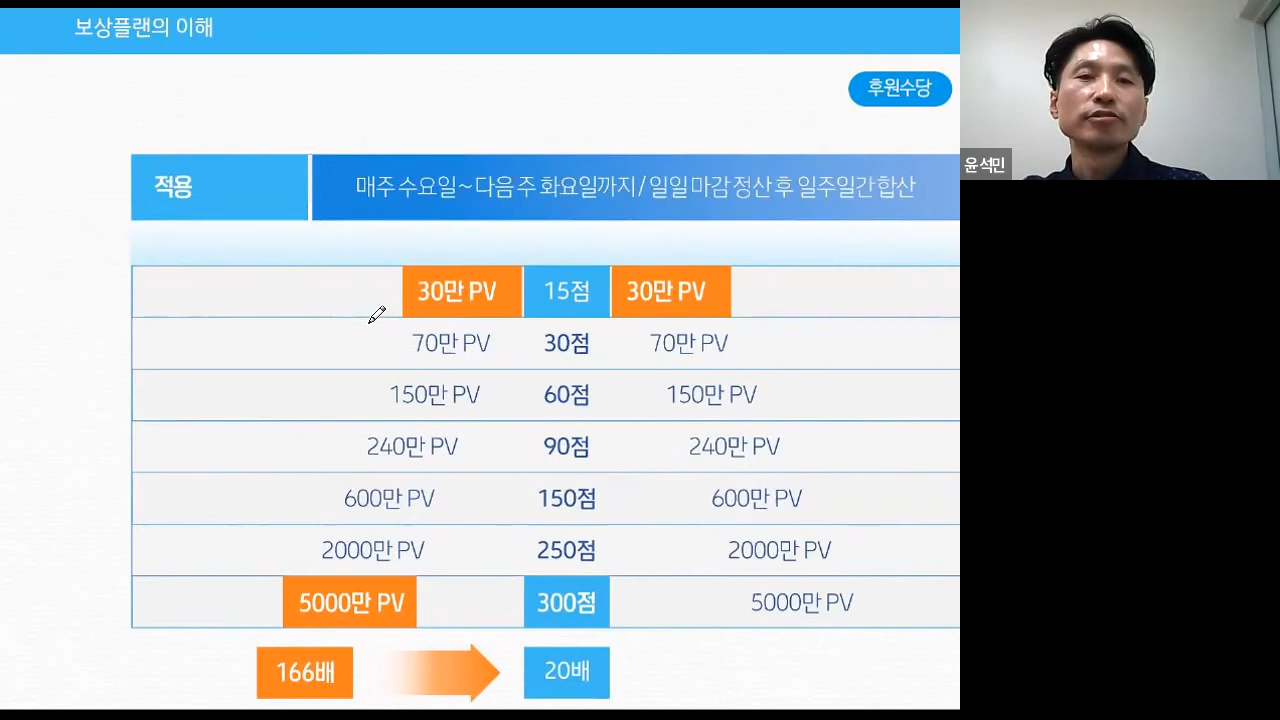 보상플랜의 이해
후원수당
윤석민
적용 매주 수요일~ 다음 주 화요일까지 / 일일 마감 정산 후 일주일간 합산
30만 PV 15점 30만 PV
70만 PV 30점 70만 PV
150만 PV 60점 150만 PV
240만 PV 90점 240만 PV
600만 PV 150점 600만 PV
2000만 PV 250점 2000만 PV
5000만 PV 300점 5000만 PV
166배 20배